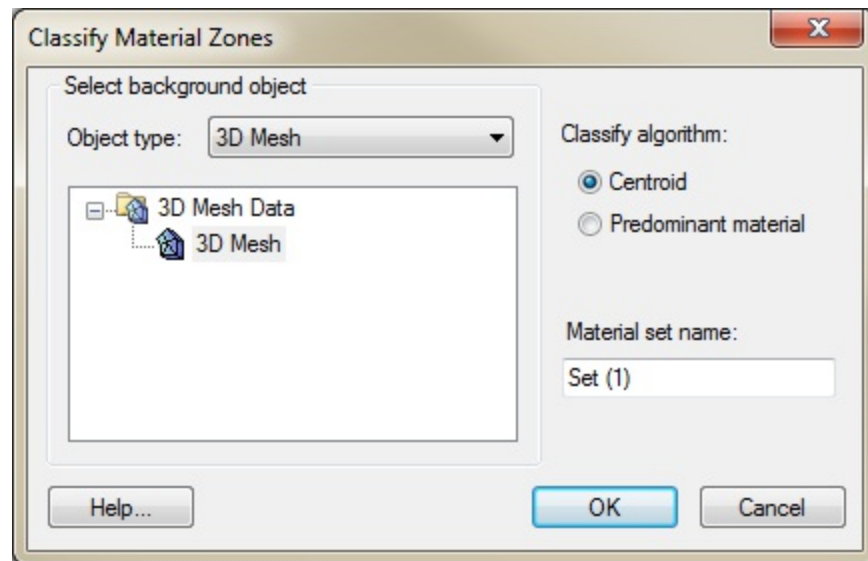 Classify Material Zones
Select background object
Object type: 3D Mesh
3D Mesh Data
3D Mesh
Classify algorithm:
Centroid
Predominant material
Material set name:
Set (1)
Help... OK Cancel